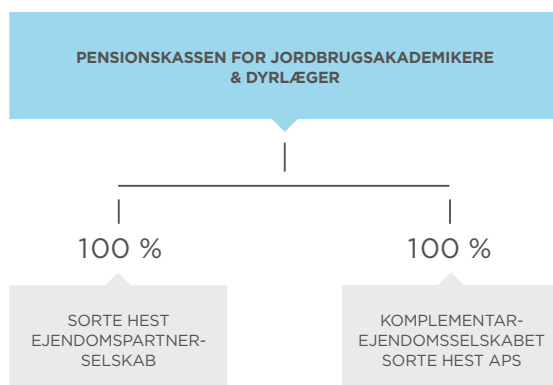 PENSIONSKASSEN FOR JORDBRUGSAKADEMIKERE
& DYRLÆGER
100 %
100 %
SORTE HEST
EJENDOMSPARTNER-
SELSKAB
KOMPLEMENTAR-
EJENDOMSSELSKABET
SORTE HEST APS